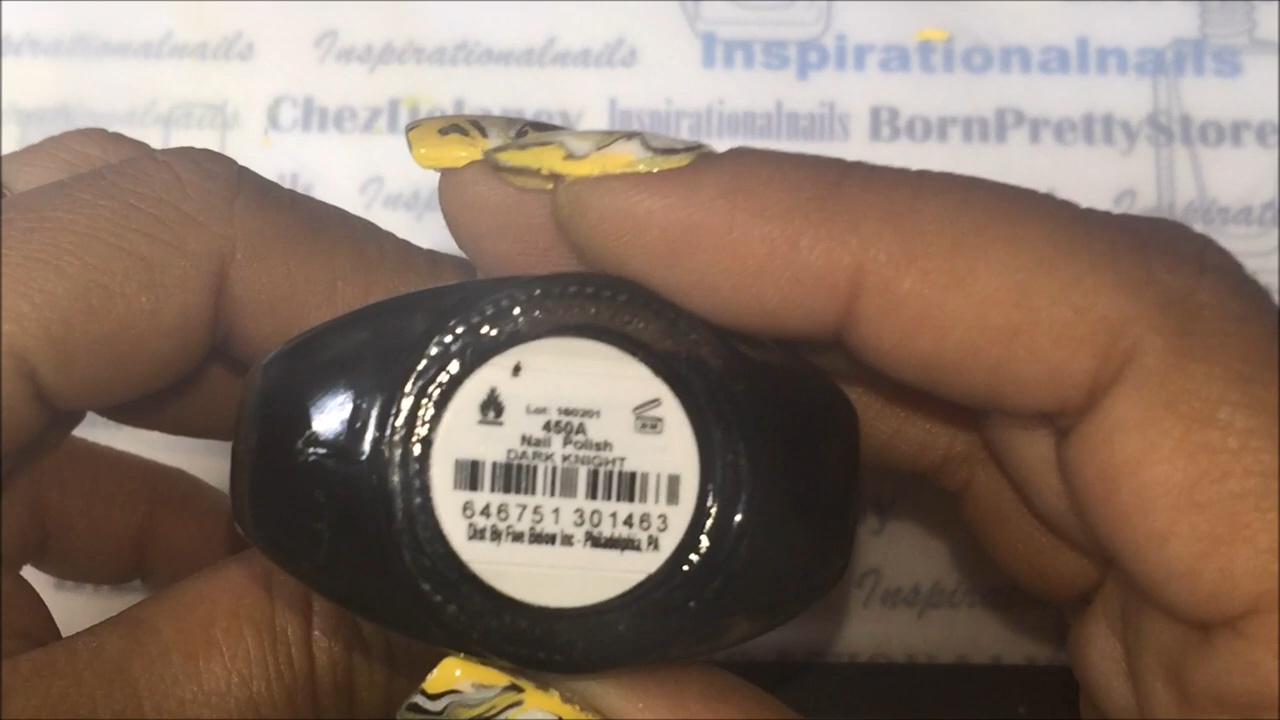 Inspirationalnails Inspirationalnails
ChezDelaney Inspirationalnails BornPrettyStore
Lot: 160201
450A
Nail Polish
DARK KNIGHT
646751 301463
Dist By Five Below Inc - Philadelphia, PA